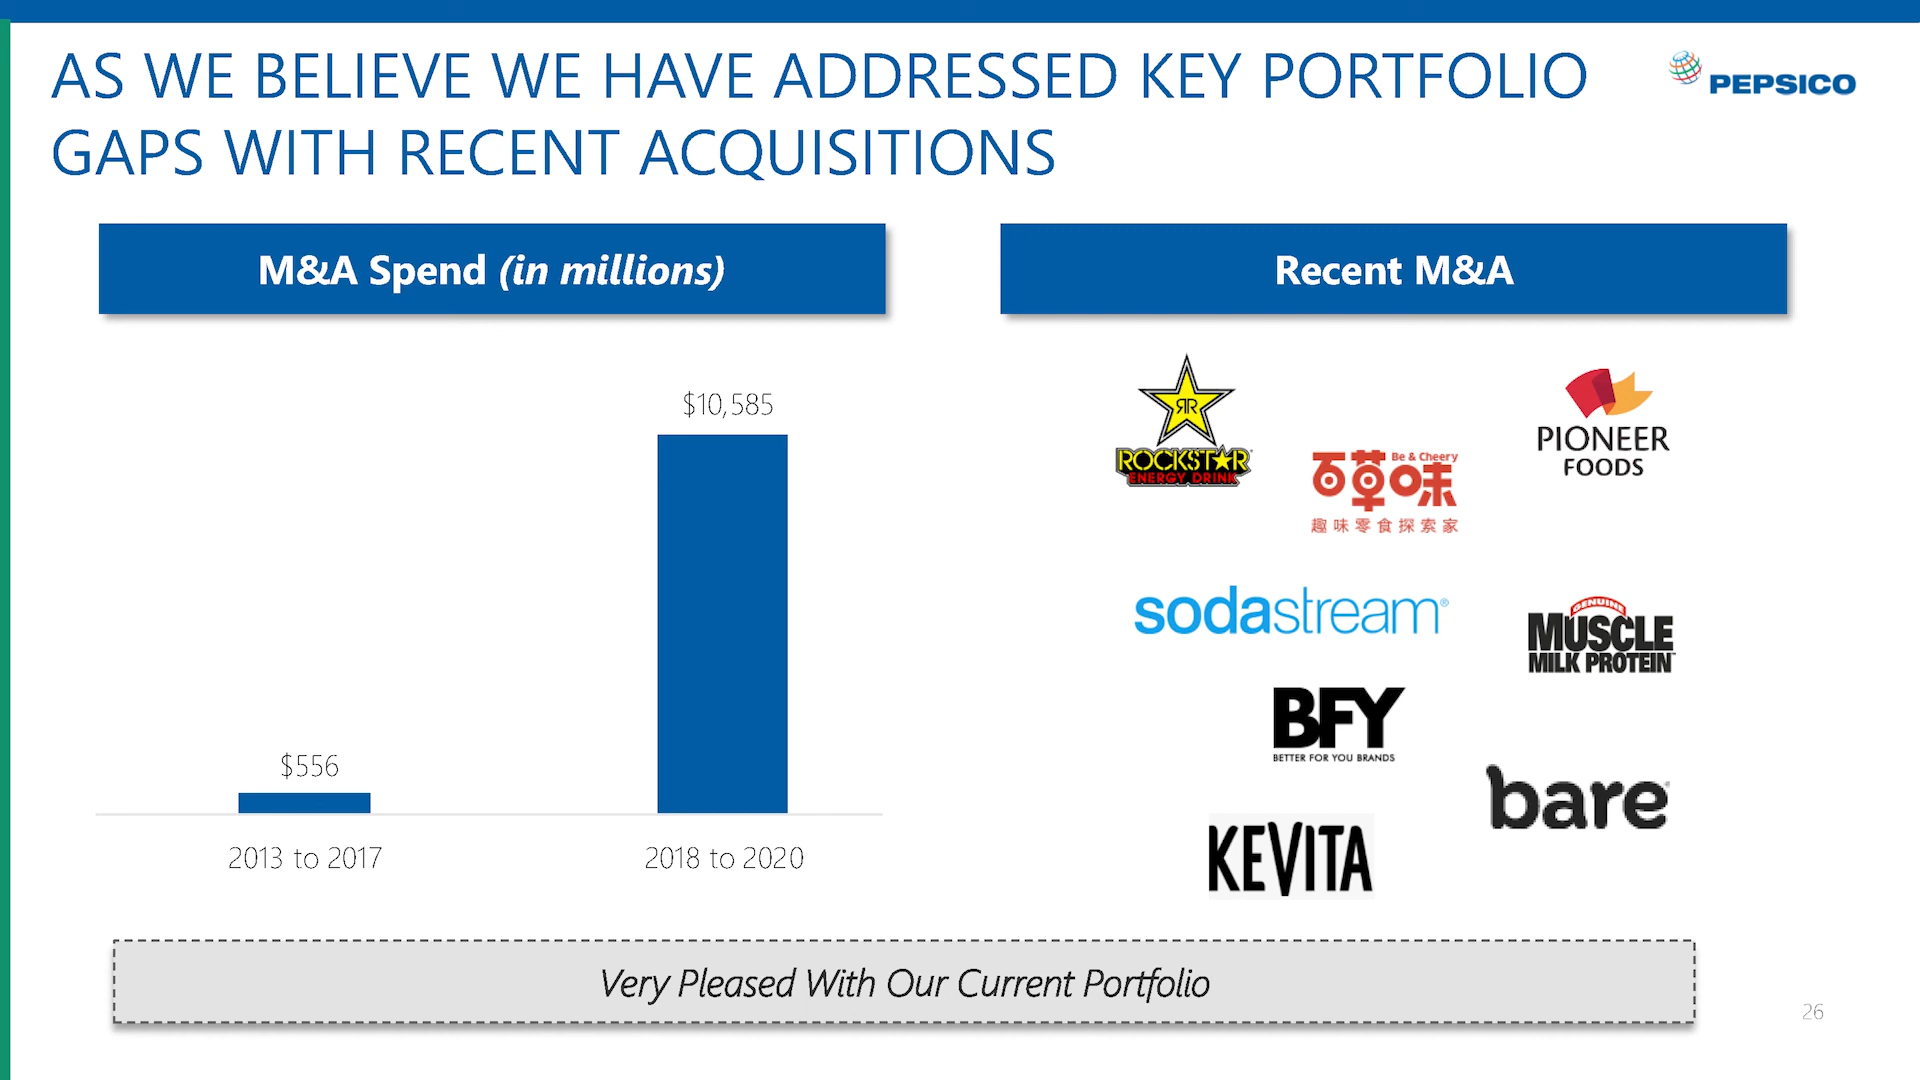 AS WE BELIEVE WE HAVE ADDRESSED KEY PORTFOLIO
GAPS WITH RECENT ACQUISITIONS
PEPSICO
M&A Spend (in millions)
$10,585
$556
2013 to 2017
2018 to 2020
Recent M&A
RR
ROCKSTAR
ENERGY DRINK
Be & Cheery
百草味
趣味零食探索家
PIONEER
FOODS
sodastream®
GENUINE
MUSCLE
MILK PROTEIN
BFY
BETTER FOR YOU BRANDS
bare
KEVITA
Very Pleased With Our Current Portfolio
26